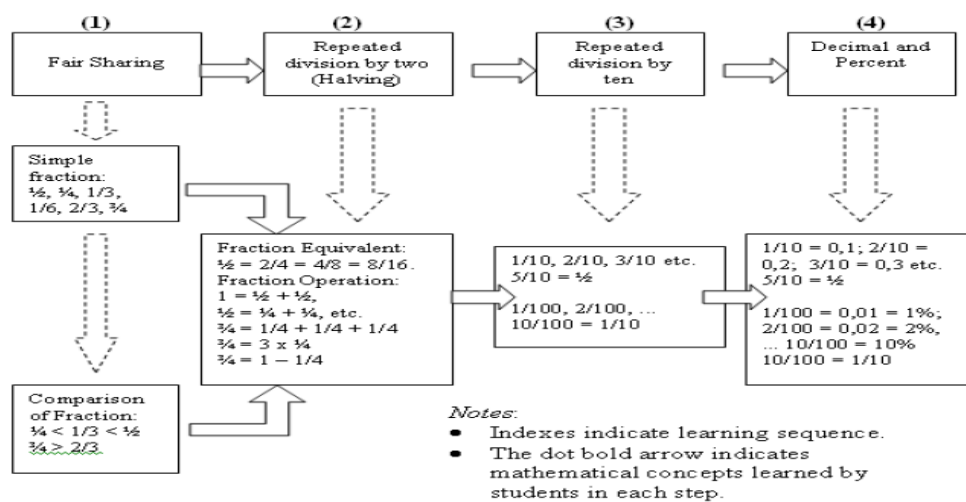 (1)
(2)
(3)
(4)
Fair Sharing
Repeated
division by two
(Halving)
Repeated
division by
ten
Decimal and
Percent
Simple
fraction:
½, ¼, 1/3,
1/6, 2/3, ¾
Fraction Equivalent:
½ = 2/4 = 4/8 = 8/16.
Fraction Operation:
1 = ½ + ½,
½ = ¼ + ¼, etc.
¾ = 1/4 + 1/4 + 1/4
¾ = 3 x ¼
¾ = 1 – 1/4
1/10, 2/10, 3/10 etc.
5/10 = ½
1/100, 2/100, ...
10/100 = 1/10
1/10 = 0,1; 2/10 =
0,2; 3/10 = 0,3 etc.
5/10 = ½
1/100 = 0,01 = 1%;
2/100 = 0,02 = 2%,
... 10/100 = 10%
10/100 = 1/10
Comparison
of Fraction:
¼ < 1/3 < ½
¾ > 2/3
Notes:
● Indexes indicate learning sequence.
● The dot bold arrow indicates
mathematical concepts learned by
students in each step.